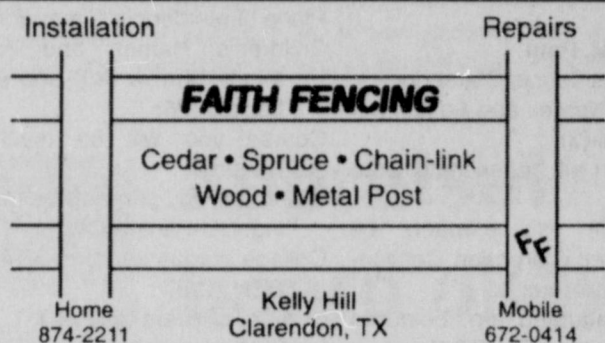 Installation Repairs
FAITH FENCING
Cedar • Spruce • Chain-link
Wood • Metal Post
FF
Home Kelly Hill Mobile
874-2211 Clarendon, TX 672-0414